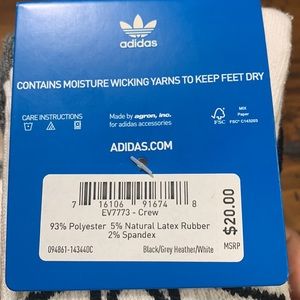 adidas
CONTAINS MOISTURE WICKING YARNS TO KEEP FEET DRY
CARE INSTRUCTIONS
Made by agron, inc.
for adidas accessories
FSC
MIX
Paper
FSC® C145203
ADIDAS.COM
7 16106 91674 8
EV7773 - Crew
93% Polyester 5% Natural Latex Rubber
2% Spandex
094861-143440C
Black/Grey Heather/White
$20.00
MSRP